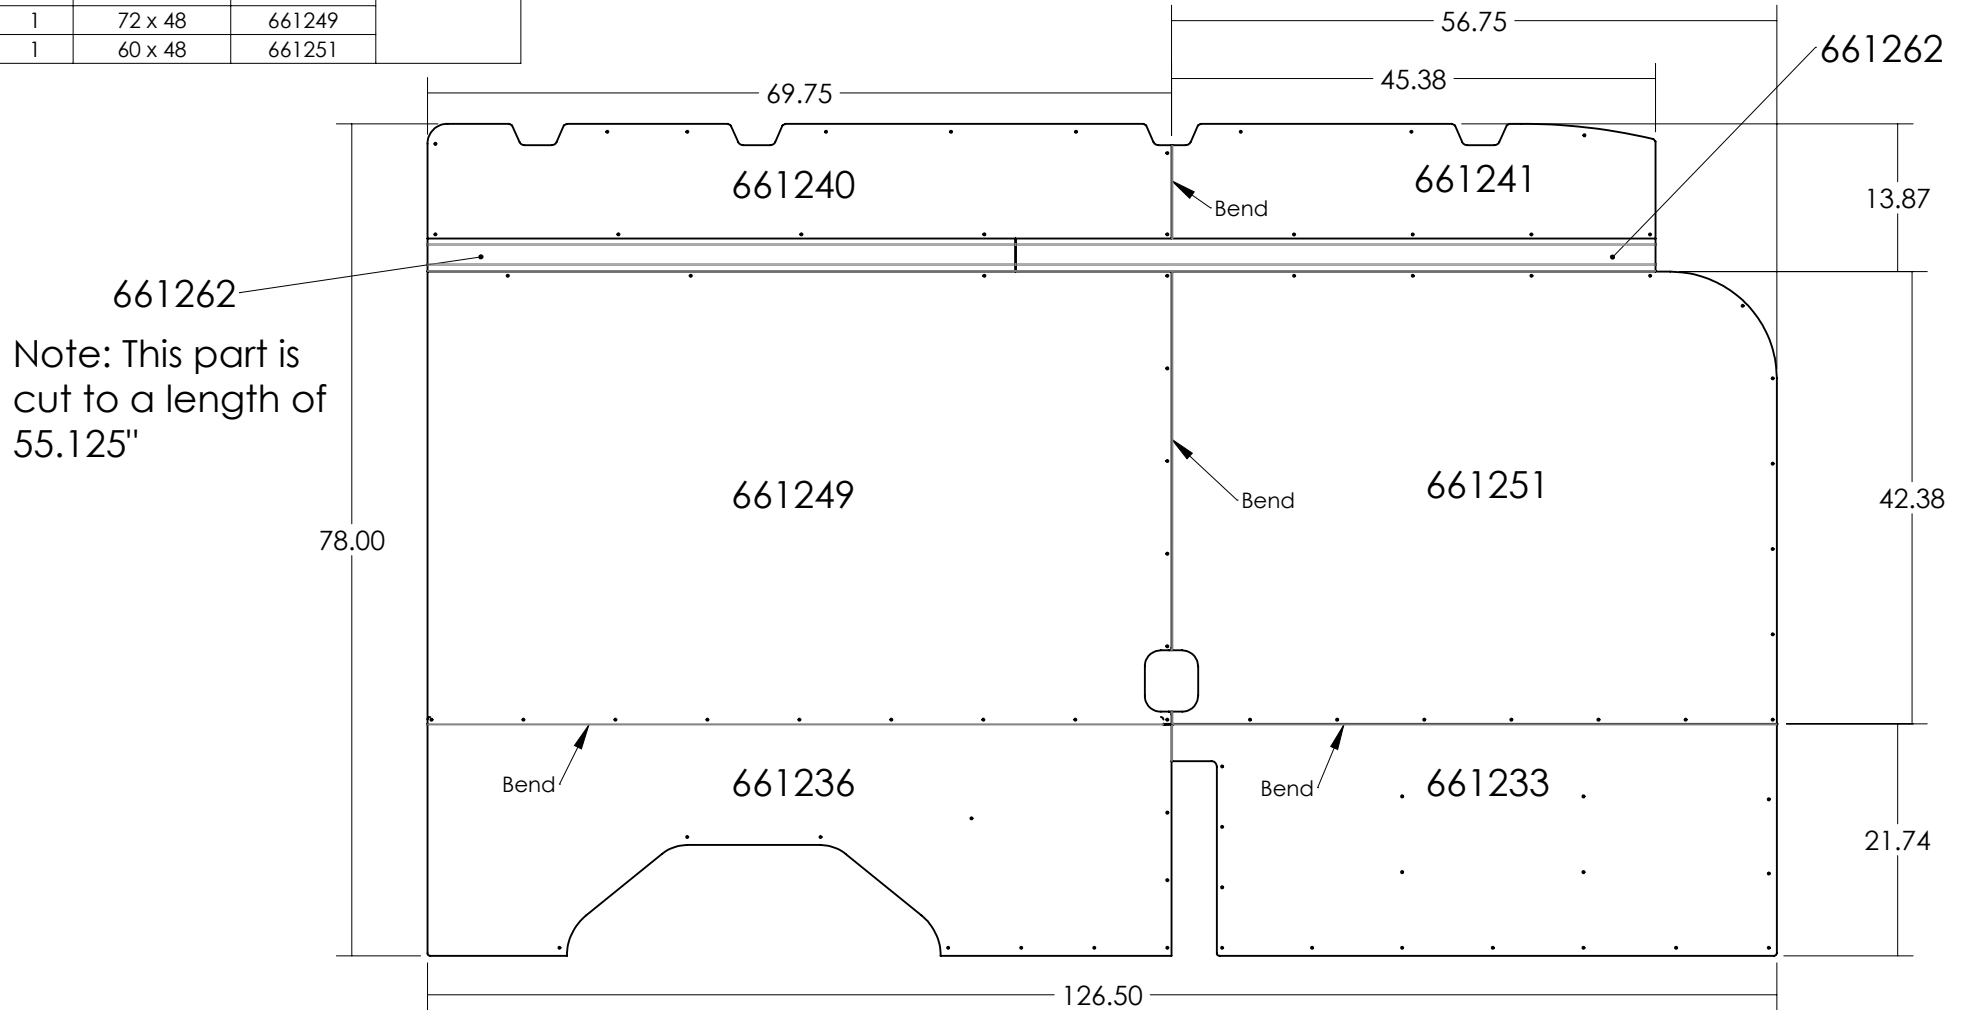 1 72 x 48 661249
1 60 x 48 661251
56.75
661262
45.38
69.75
661240
661241
13.87
Bend
661262
Note: This part is
cut to a length of
55.125"
661249
661251
42.38
Bend
78.00
Bend
661236
Bend
661233
21.74
126.50